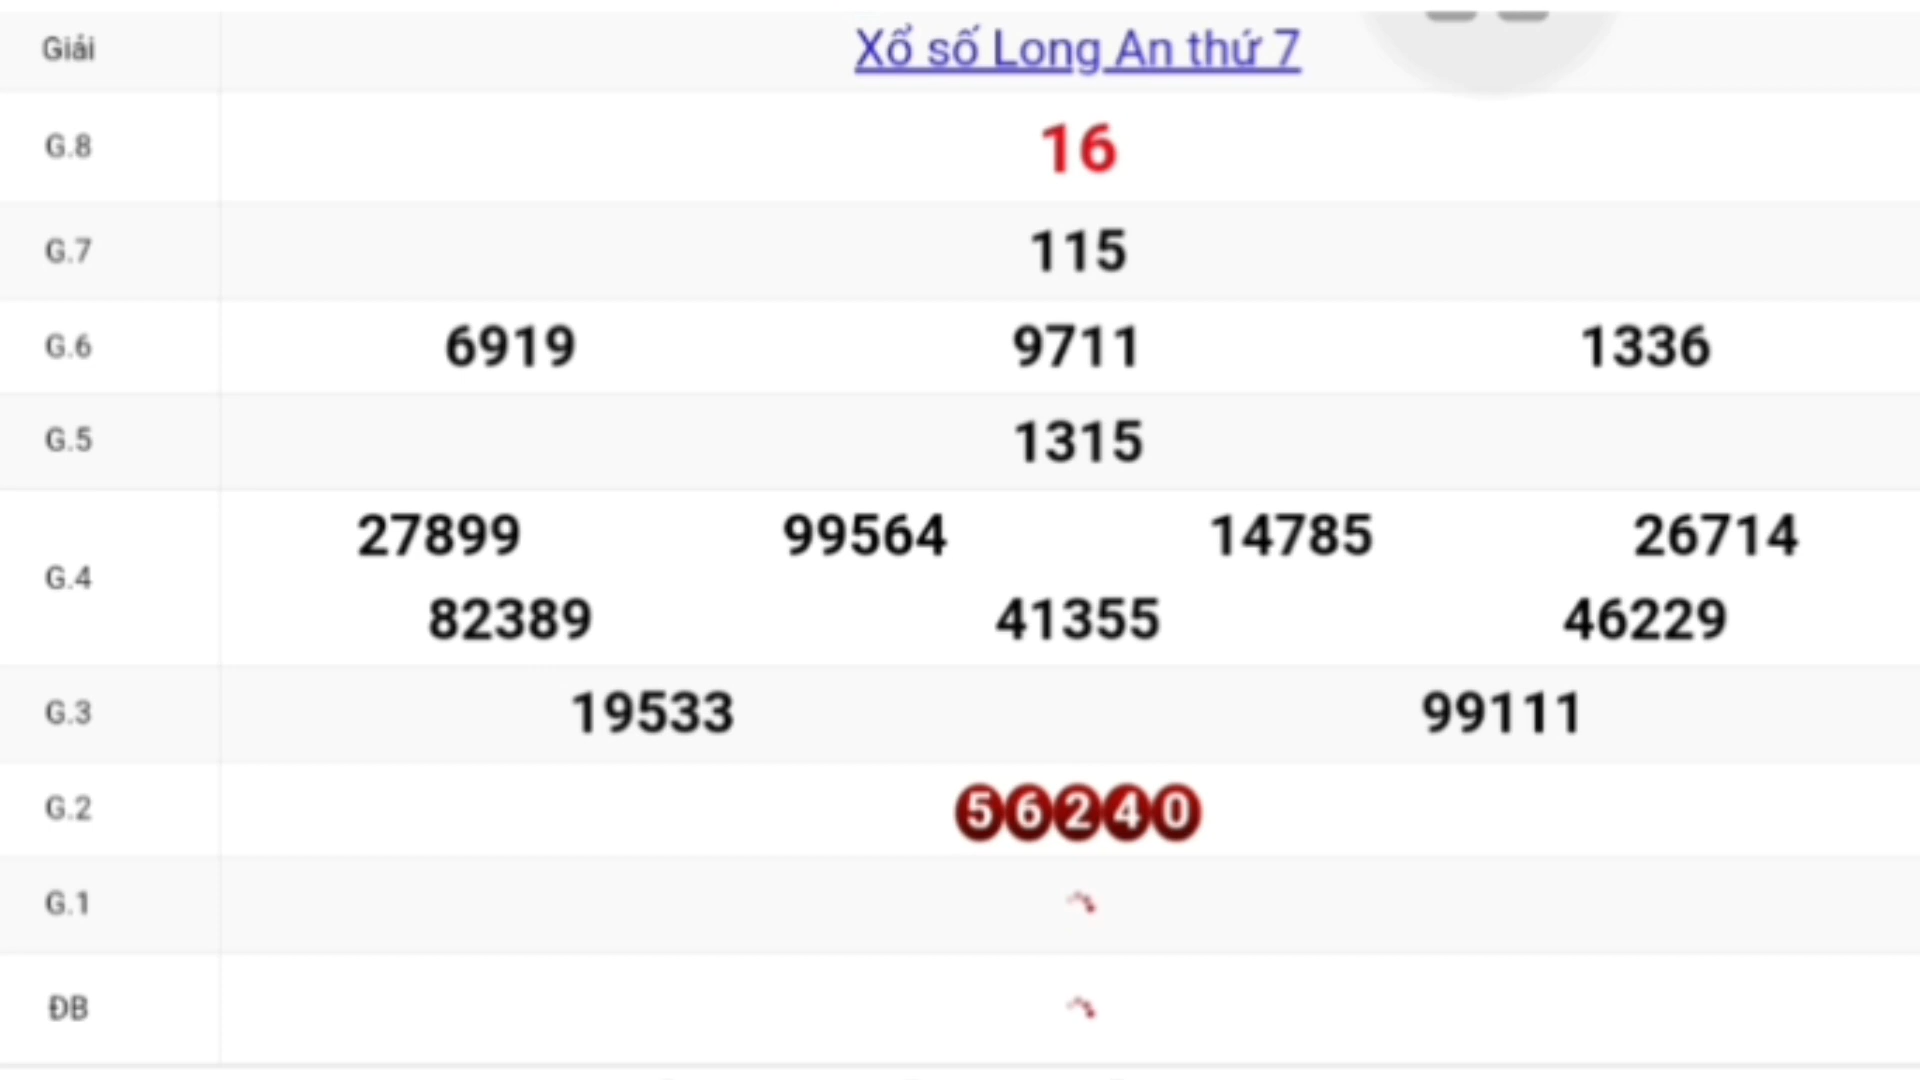 Giải Xổ số Long An thứ 7
G.8 16
G.7 115
G.6 6919 9711 1336
G.5 1315
G.4 27899 99564 14785 26714
82389 41355 46229
G.3 19533 99111
G.2 56240
G.1
ĐB